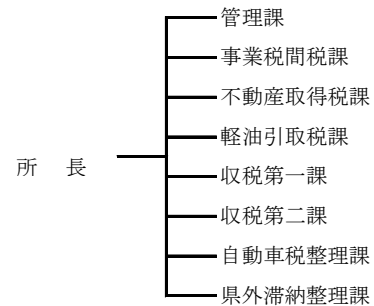 管理課
事業税間税課
不動産取得税課
軽油引取税課
所　長
収税第一課
収税第二課
自動車税整理課
県外滞納整理課